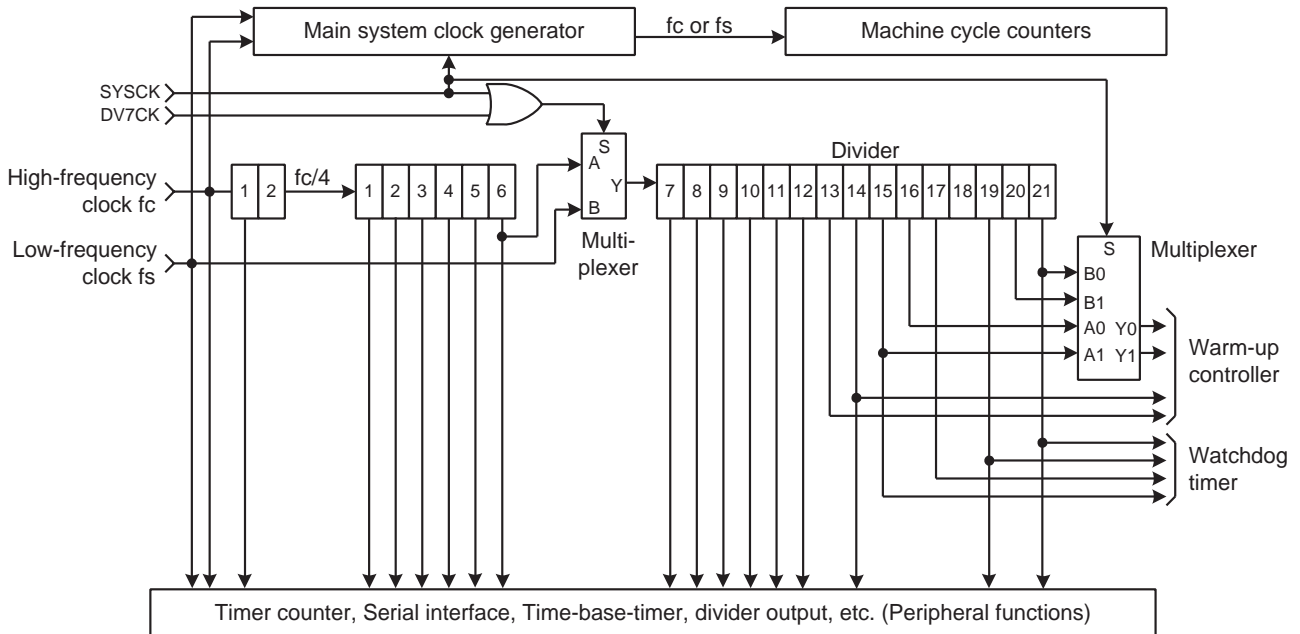 Main system clock generator
fc or fs
Machine cycle counters
SYSCK
DV7CK
S
A
Y
B
Multi-
plexer
Divider
High-frequency
clock fc
1 2
fc/4
1 2 3 4 5 6
7 8 9 10 11 12 13 14 15 16 17 18 19 20 21
Low-frequency
clock fs
S
B0
B1
A0 Y0
A1 Y1
Multiplexer
Warm-up
controller
Watchdog
timer
Timer counter, Serial interface, Time-base-timer, divider output, etc. (Peripheral functions)